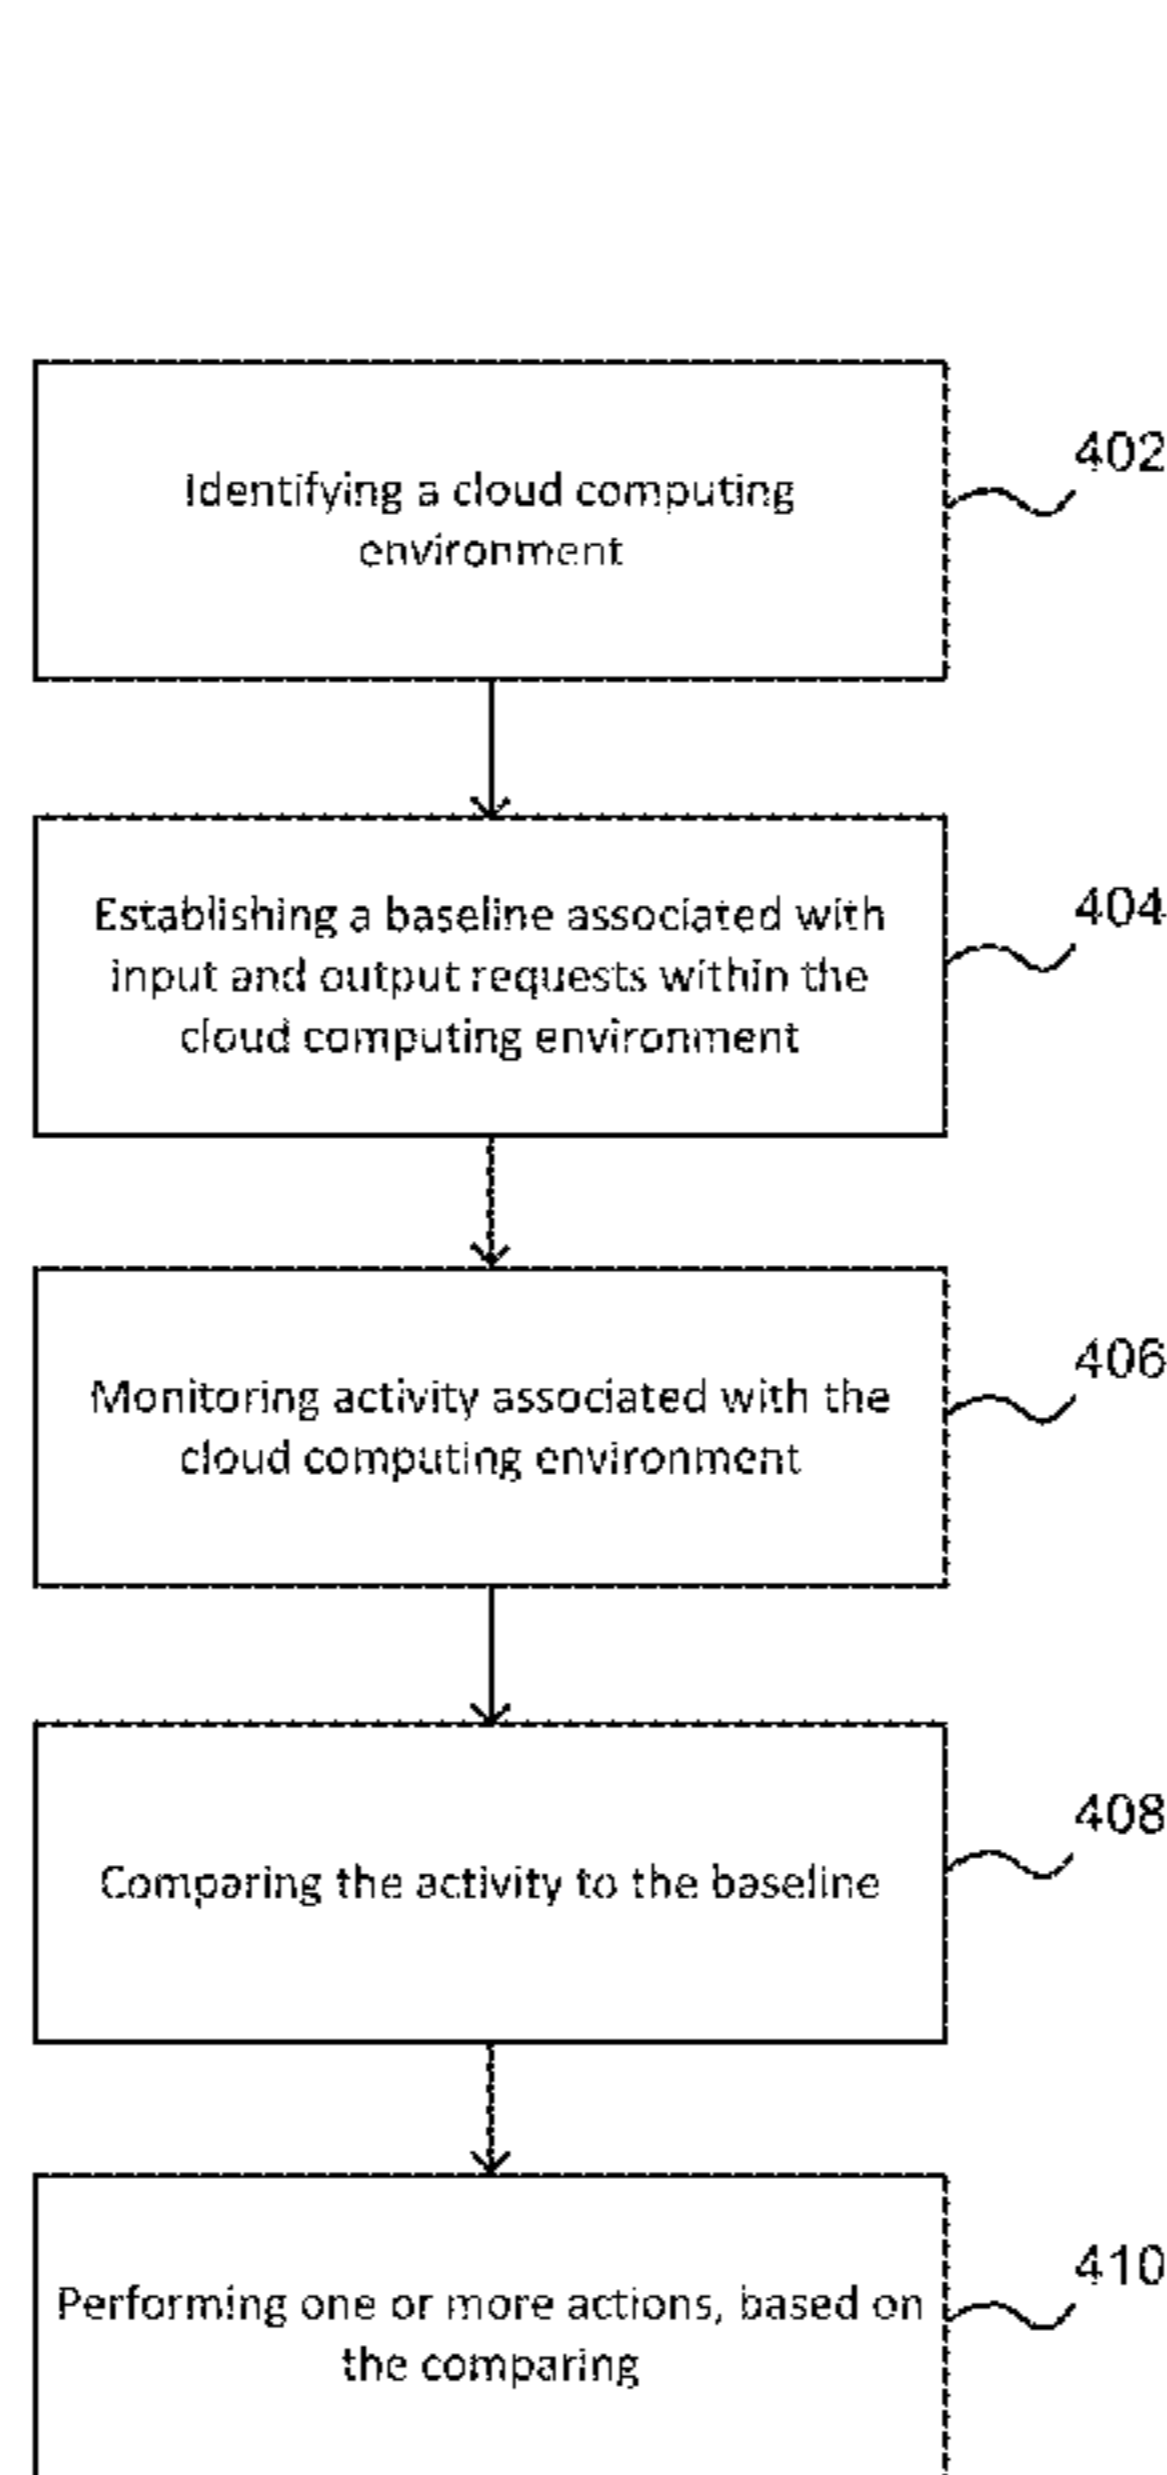 Identifying a cloud computing
environment
402
Establishing a baseline associated with
input and output requests within the
cloud computing environment
404
Monitoring activity associated with the
cloud computing environment
406
Comparing the activity to the baseline
408
Performing one or more actions, based on
the comparing
410